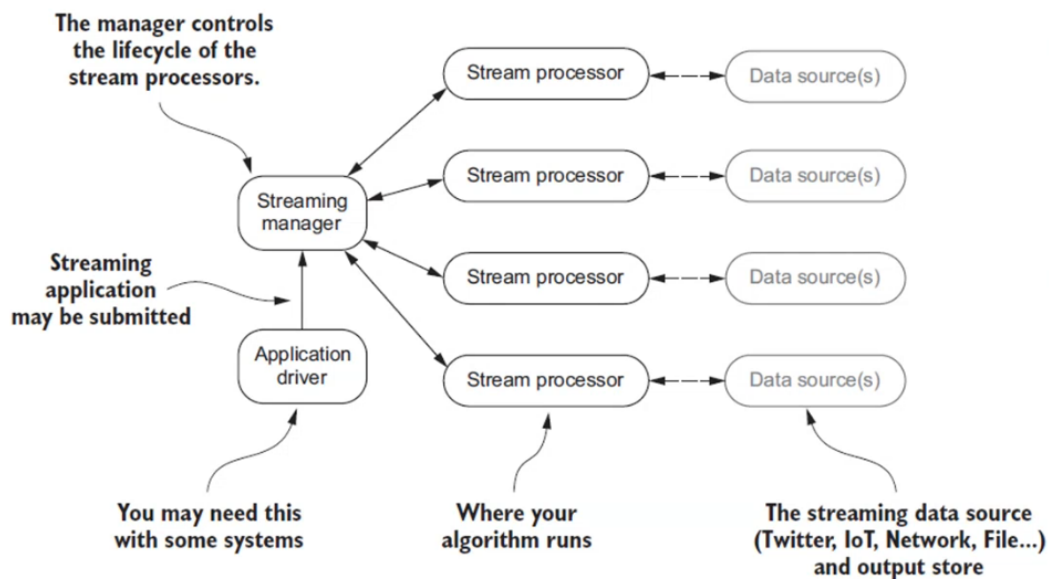 The manager controls
the lifecycle of the
stream processors.
Stream processor
Data source(s)
Stream processor
Data source(s)
Streaming
manager
Streaming
application
may be submitted
Stream processor
Data source(s)
Application
driver
Stream processor
Data source(s)
You may need this
with some systems
Where your
algorithm runs
The streaming data source
(Twitter, IoT, Network, File...)
and output store